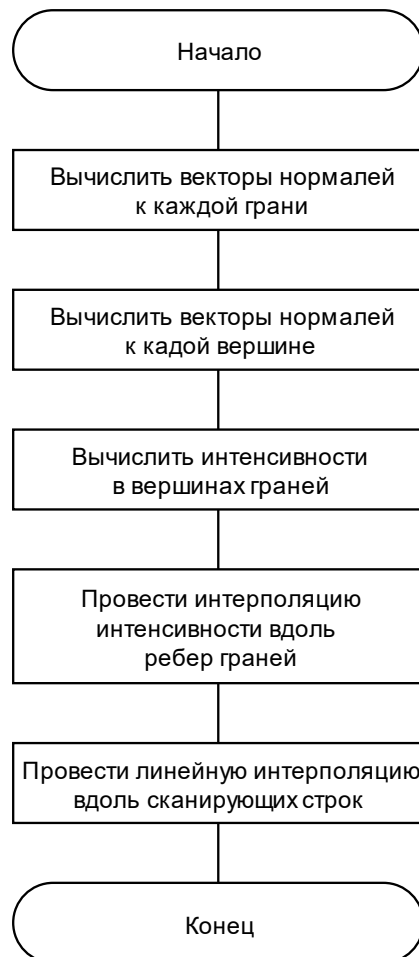 Начало
Вычислить векторы нормалей
к каждой грани
Вычислить векторы нормалей
к кадой вершине
Вычислить интенсивности
в вершинах граней
Провести интерполяцию
интенсивности вдоль
ребер граней
Провести линейную интерполяцию
вдоль сканирующих строк
Конец